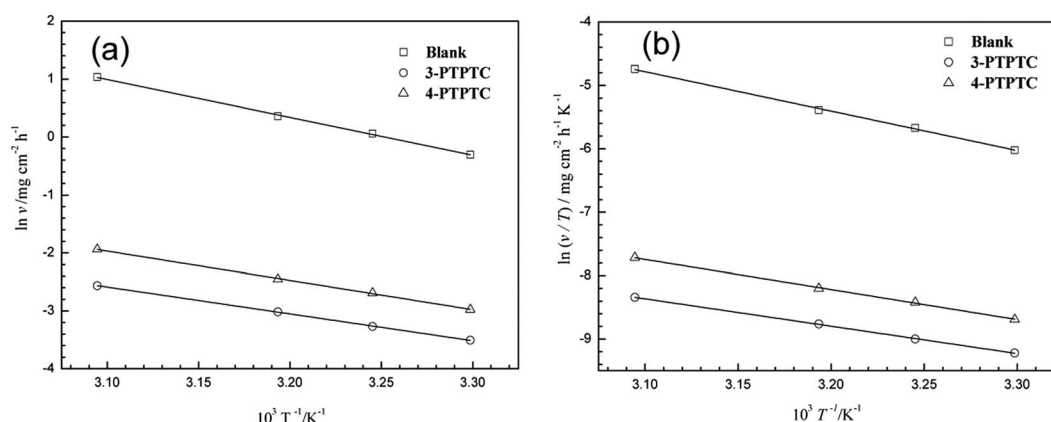 (a)
Blank
3-PTPTC
4-PTPTC
2
1
0
-1
-2
-3
-4
ln v/mg cm⁻² h⁻¹
3.10 3.15 3.20 3.25 3.30
10³ T⁻¹/K⁻¹
(b)
Blank
3-PTPTC
4-PTPTC
-4
-5
-6
-7
-8
-9
ln (v / T) / mg cm⁻² h⁻¹ K⁻¹
3.10 3.15 3.20 3.25 3.30
10³ T⁻¹/K⁻¹